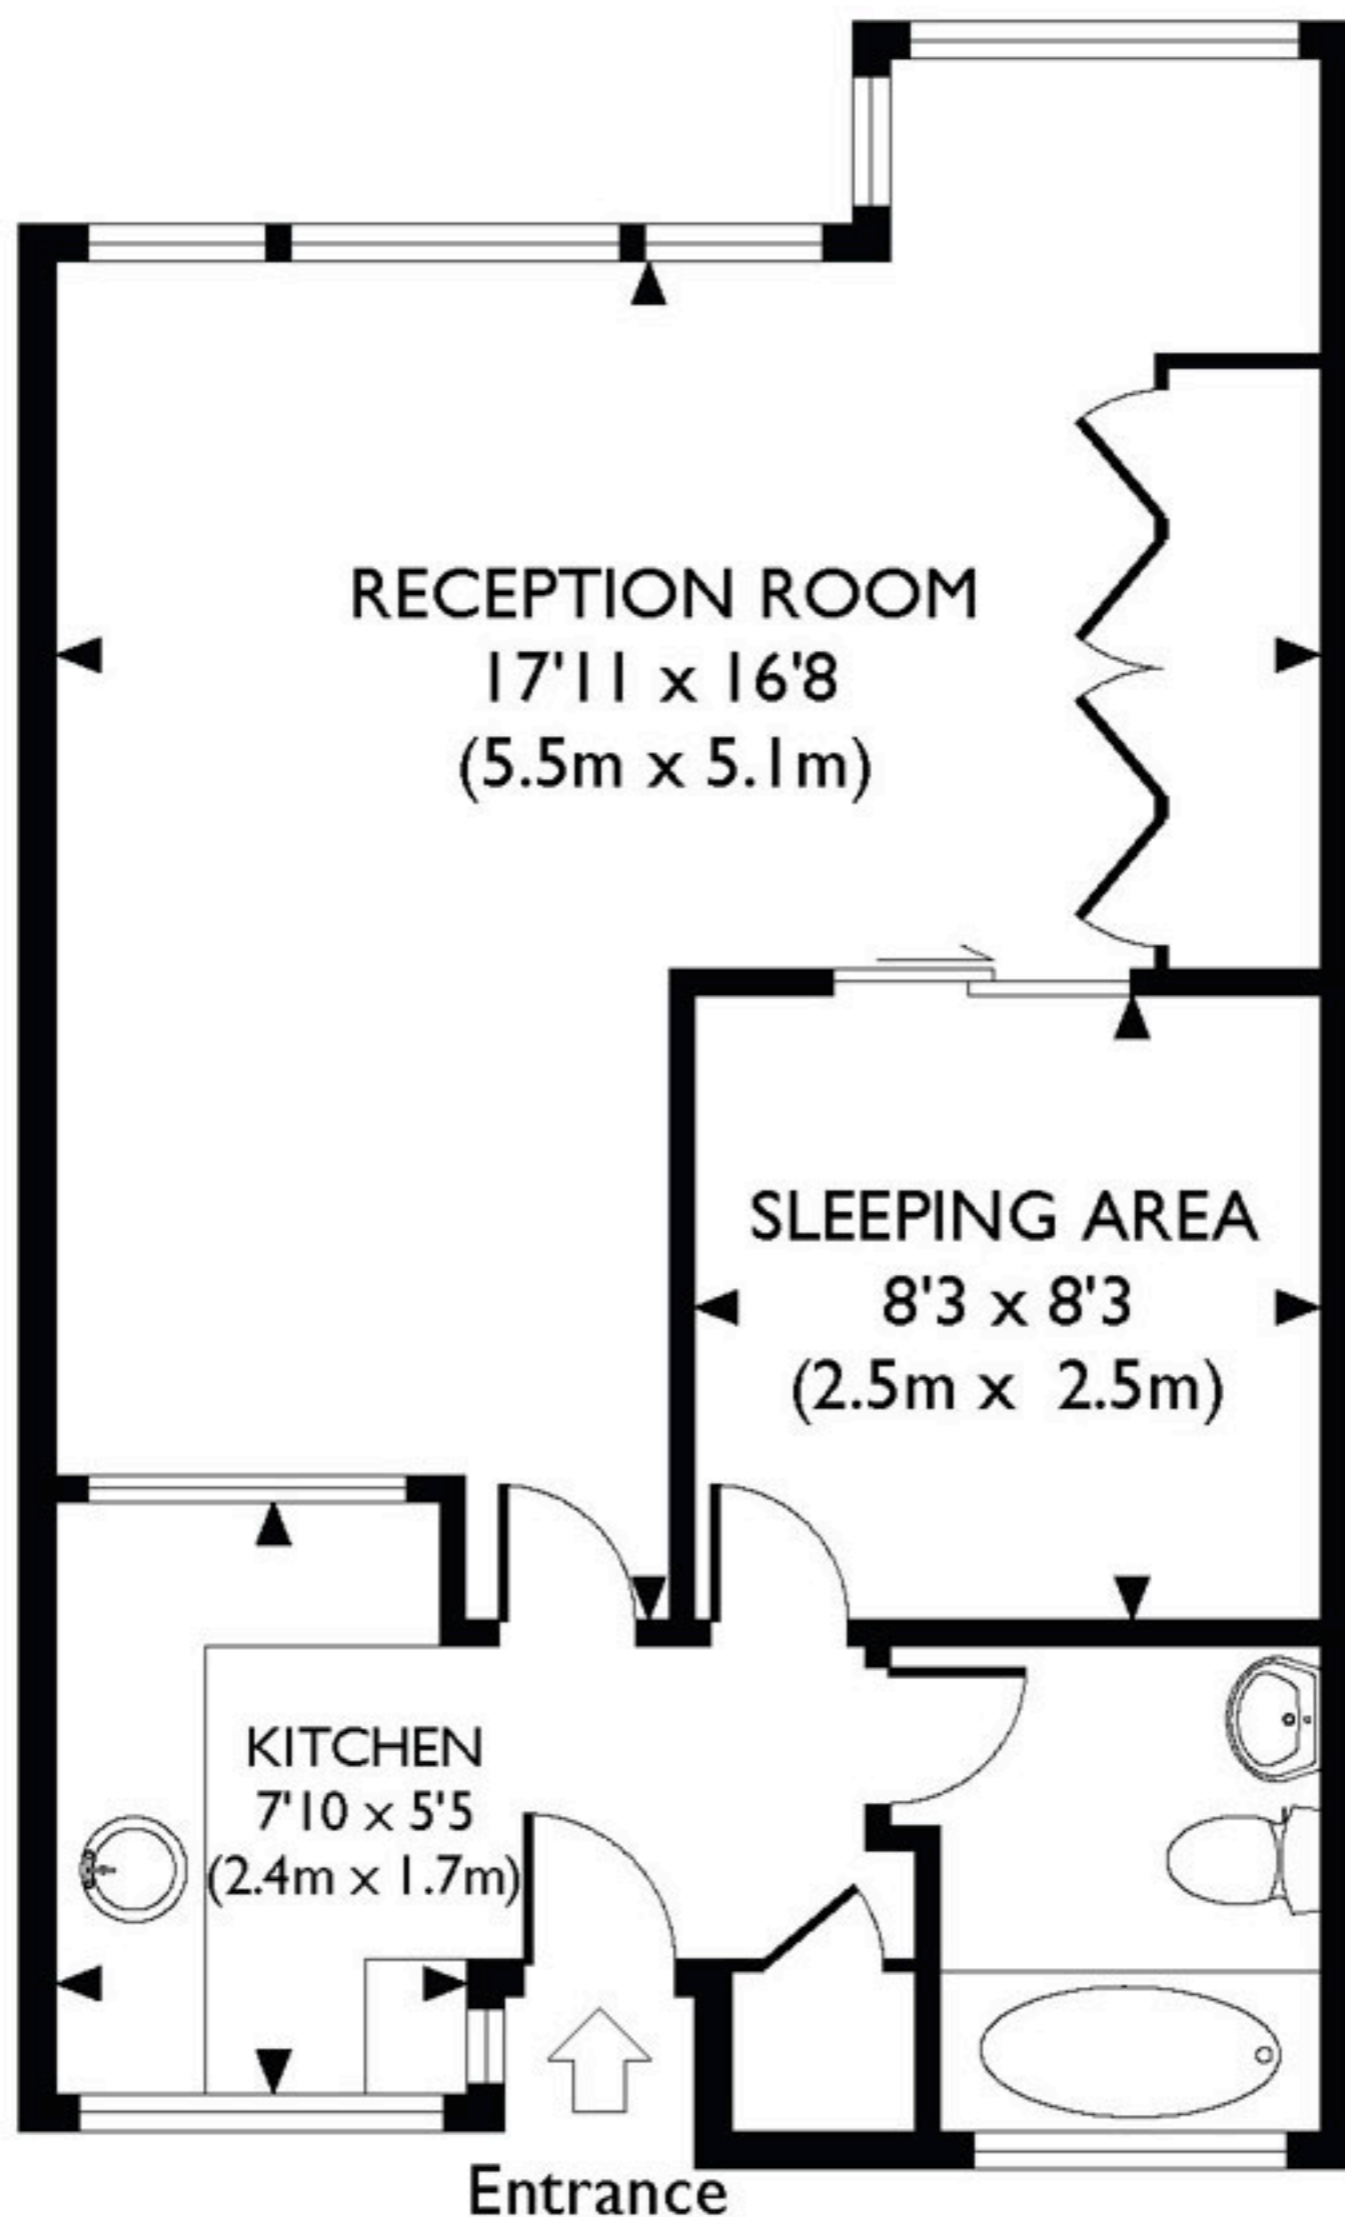 RECEPTION ROOM
17'11 x 16'8
(5.5m x 5.1m)
SLEEPING AREA
8'3 x 8'3
(2.5m x  2.5m)
KITCHEN
7'10 x 5'5
(2.4m x 1.7m)
Entrance